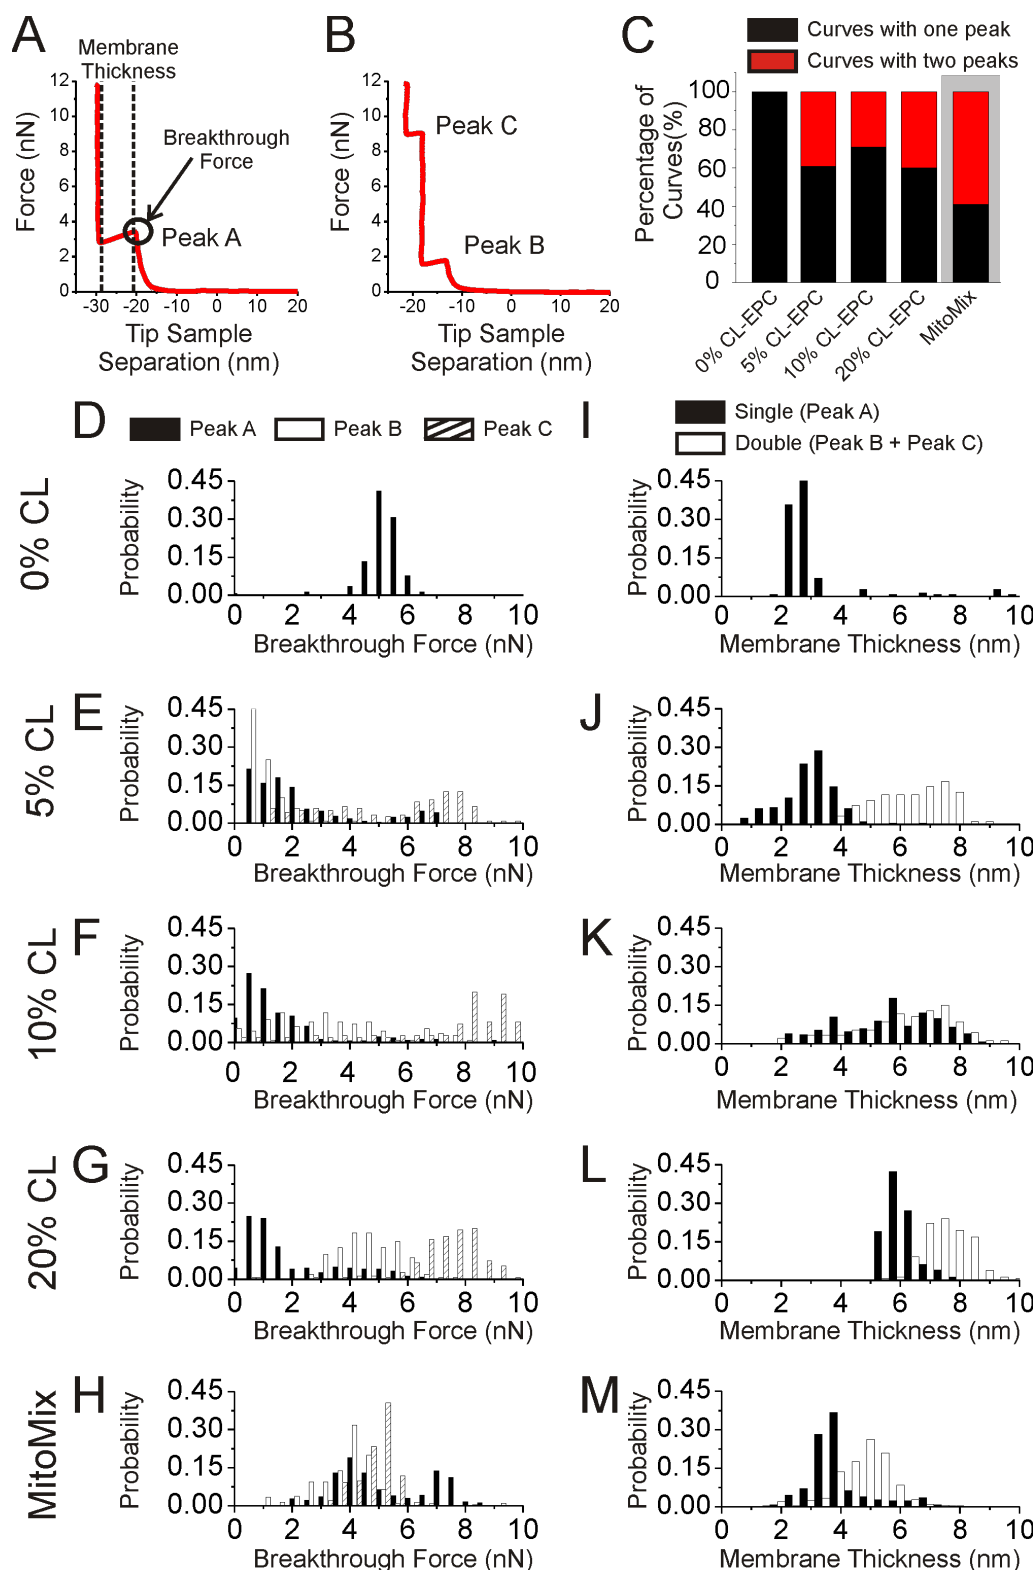 A
Membrane
Thickness
12
10
8
6
4
2
0
Force (nN)
Breakthrough
Force
Peak A
-30 -20 -10 0 10 20
Tip Sample
Separation (nm)
B
12
10
8
6
4
2
0
Force (nN)
Peak C
Peak B
-20 -10 0 10 20
Tip Sample
Separation (nm)
C
Curves with one peak
Curves with two peaks
Percentage of
Curves(%)
100
80
60
40
20
0
0% CL-EPC
5% CL-EPC
10% CL-EPC
20% CL-EPC
MitoMix
D
Peak A
Peak B
Peak C
I
Single (Peak A)
Double (Peak B + Peak C)
0% CL
Probability
0.45
0.30
0.15
0.00
0 2 4 6 8 10
Breakthrough Force (nN)
Probability
0.45
0.30
0.15
0.00
0 2 4 6 8 10
Membrane Thickness (nm)
5% CL
E
Probability
0.45
0.30
0.15
0.00
0 2 4 6 8 10
Breakthrough Force (nN)
J
Probability
0.45
0.30
0.15
0.00
0 2 4 6 8 10
Membrane Thickness (nm)
10% CL
F
Probability
0.45
0.30
0.15
0.00
0 2 4 6 8 10
Breakthrough Force (nN)
K
Probability
0.45
0.30
0.15
0.00
0 2 4 6 8 10
Membrane Thickness (nm)
20% CL
G
Probability
0.45
0.30
0.15
0.00
0 2 4 6 8 10
Breakthrough Force (nN)
L
Probability
0.45
0.30
0.15
0.00
0 2 4 6 8 10
Membrane Thickness (nm)
MitoMix
H
Probability
0.45
0.30
0.15
0.00
0 2 4 6 8 10
Breakthrough Force (nN)
M
Probability
0.45
0.30
0.15
0.00
0 2 4 6 8 10
Membrane Thickness (nm)